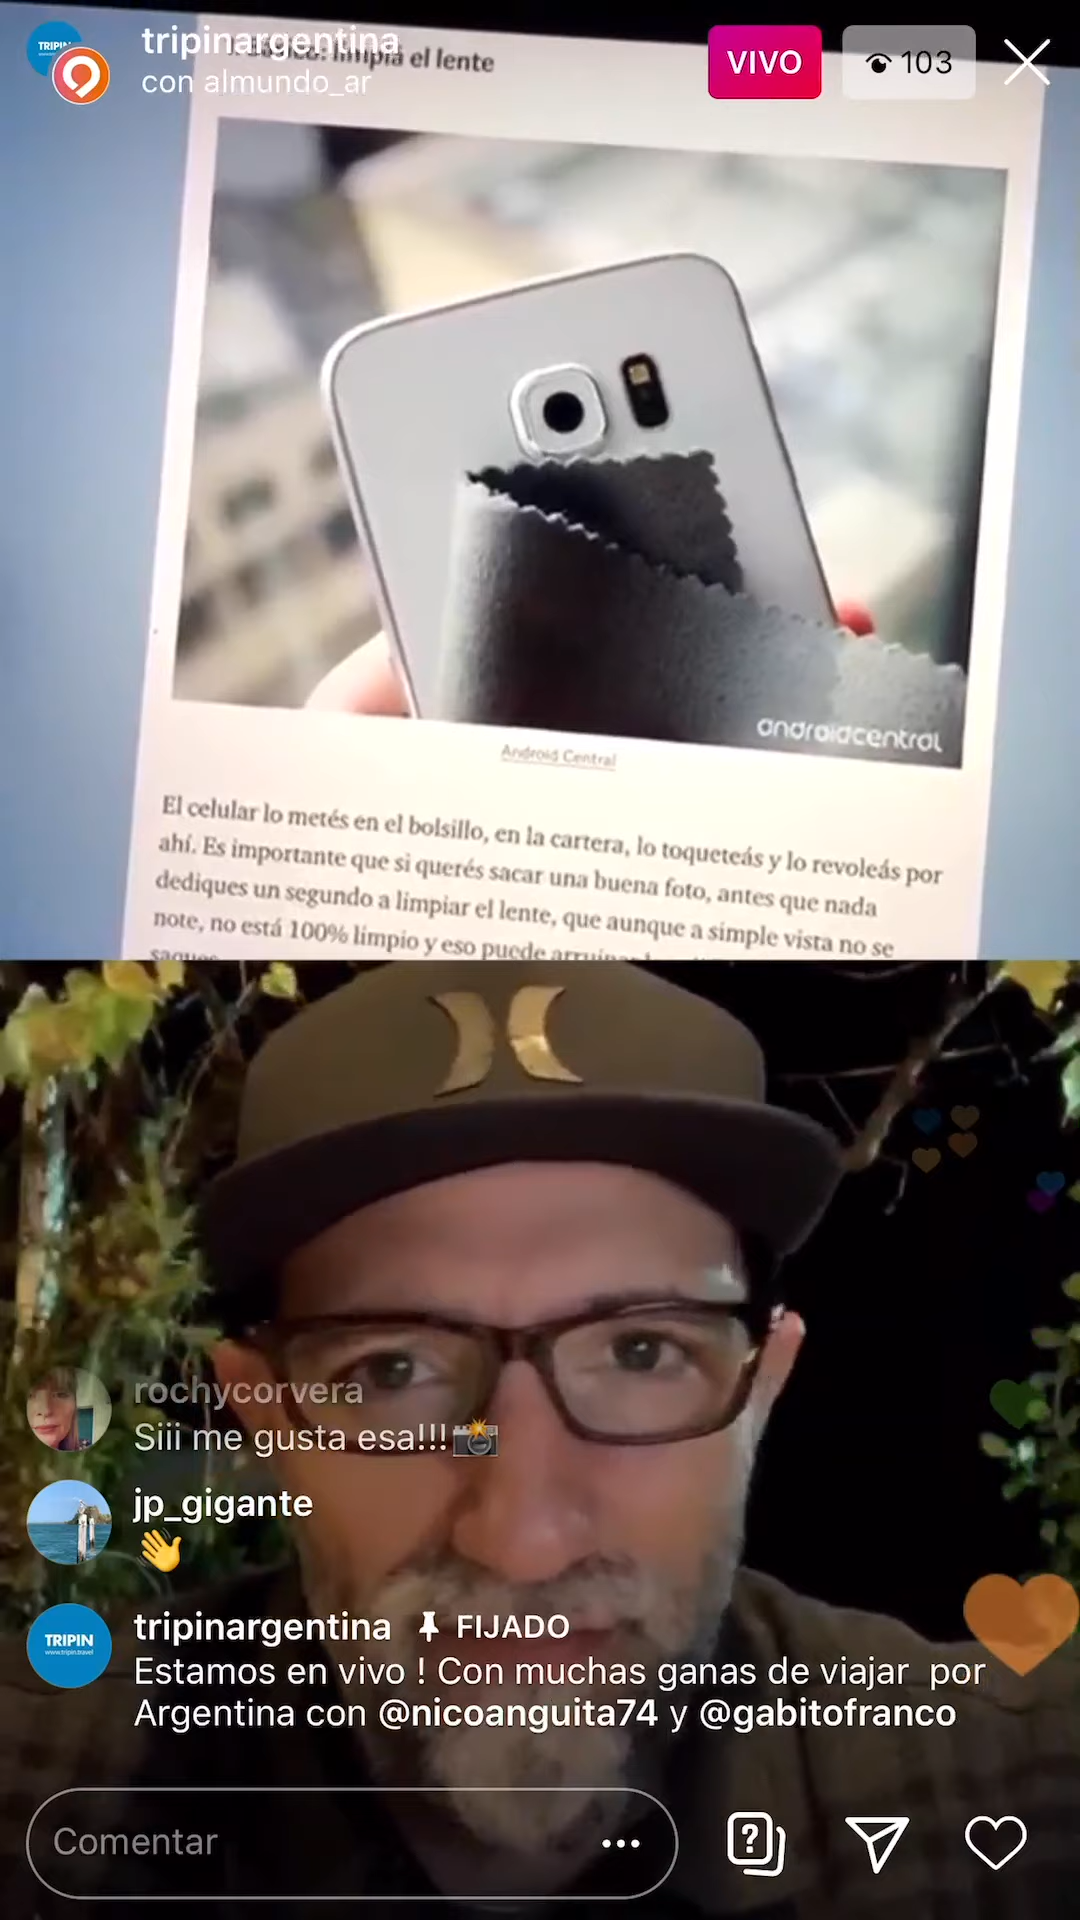 TRIPIN
tripinargentina
con almundo_ar
VIVO
103
limpia el lente
androidcentral
Android Central
El celular lo metés en el bolsillo, en la cartera, lo toqueteás y lo revoleás por
ahí. Es importante que si querés sacar una buena foto, antes que nada
dediques un segundo a limpiar el lente, que aunque a simple vista no se
note, no está 100% limpio y eso puede
rochycorvera
Siii me gusta esa!!!📸
jp_gigante
👋
TRIPIN
www.tripin.travel
tripinargentina FIJADO
Estamos en vivo ! Con muchas ganas de viajar por
Argentina con @nicoanguita74 y @gabitofranco
Comentar